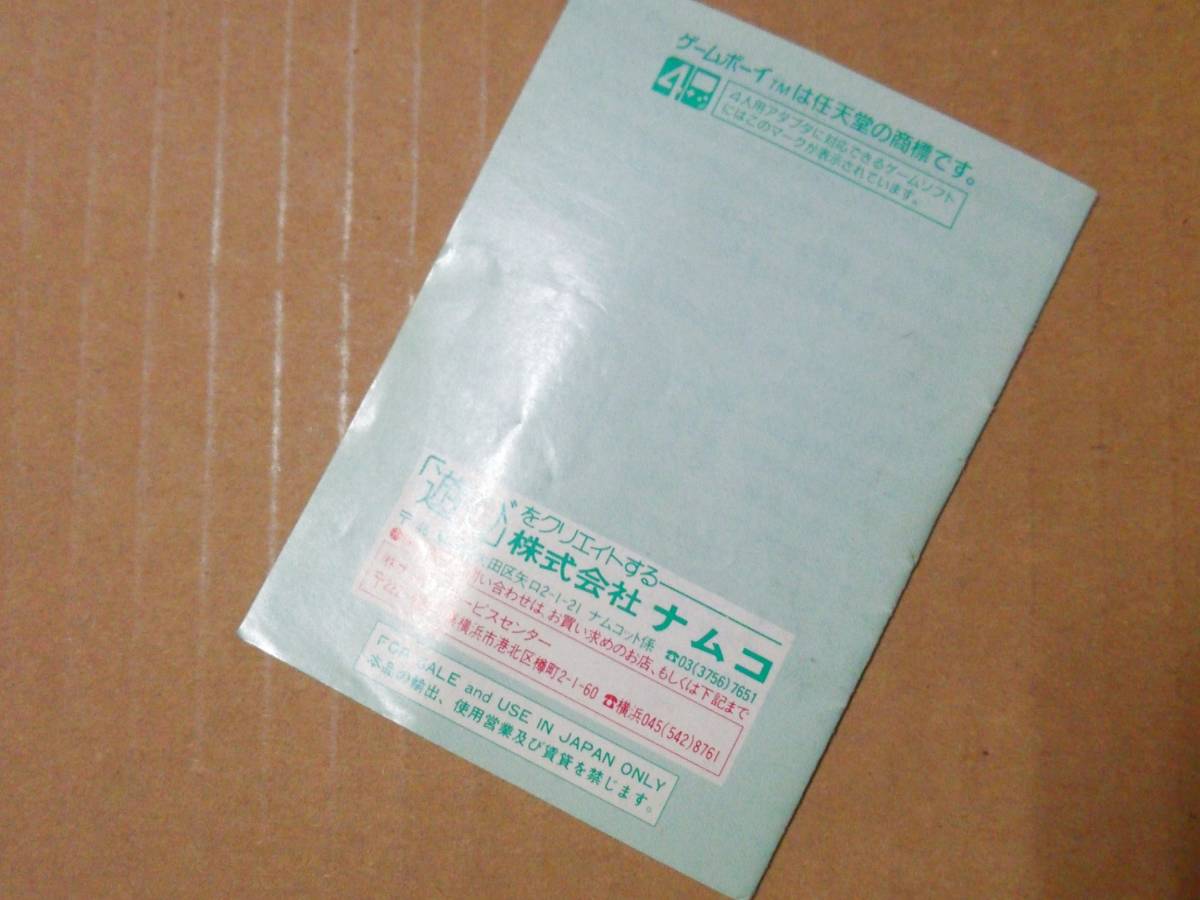 ゲームボーイTMは任天堂の商標です。
4
4人用アダプタに対応できるゲームソフト
にはこのマークが表示されています。
「遊び」をクリエイトする
株式会社ナムコ
田区矢口2-1-21 ナムコット係 ☎03(3756)7651
い合わせは、お買い求めのお店、もしくは下記まで
ービスセンター
横浜市港北区樽町2-1-60 ☎横浜045(542)8761
FOR SALE and USE IN JAPAN ONLY
本品の輸出、使用営業及び賃貸を禁じます。